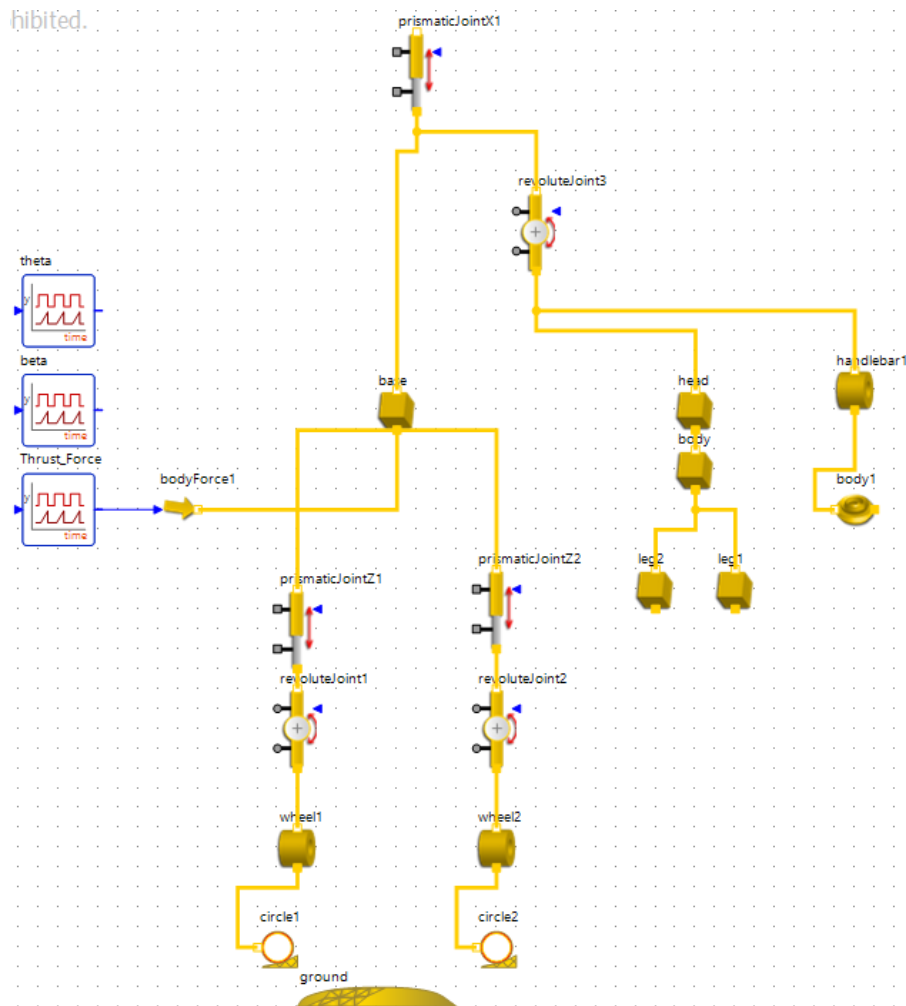 hibited.
prismaticJointX1
revoluteJoint3
theta
y
time
beta
y
time
base
head
handlebar1
body
Thrust_Force
y
time
bodyForce1
body1
prismaticJointZ1
prismaticJointZ2
leg2
leg1
revoluteJoint1
revoluteJoint2
wheel1
wheel2
circle1
circle2
ground